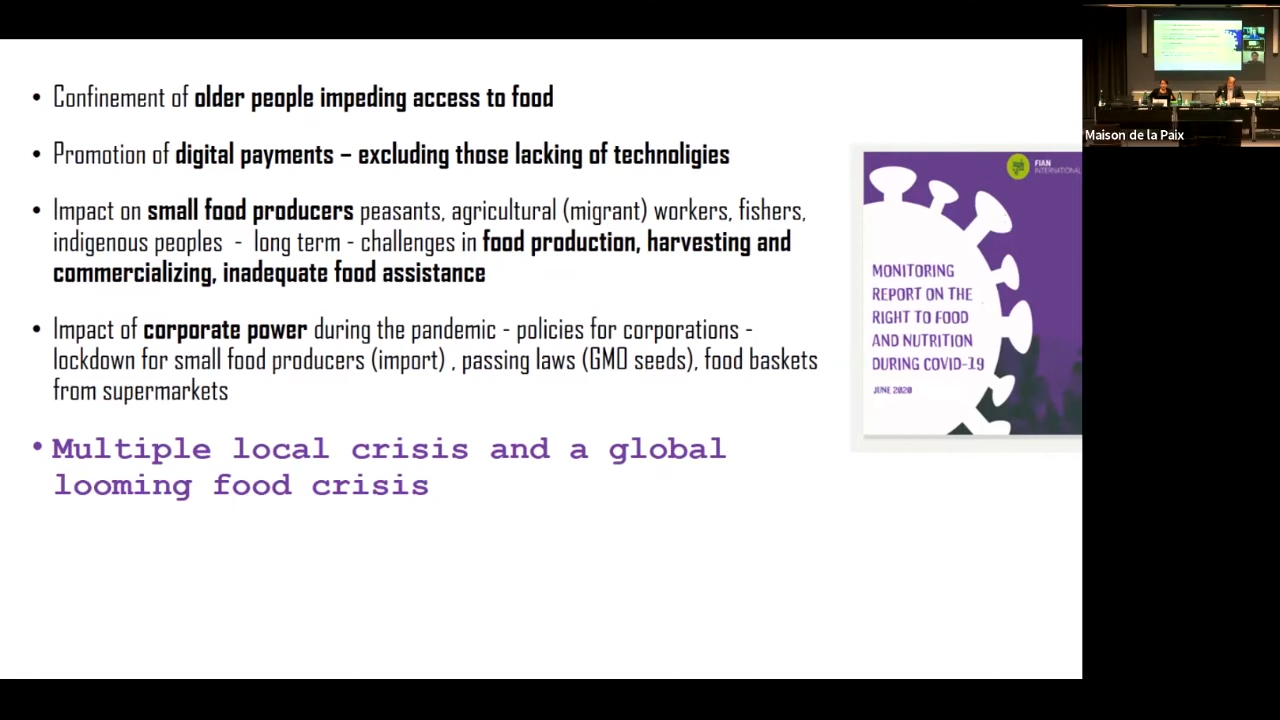 • Confinement of older people impeding access to food
• Promotion of digital payments – excluding those lacking of technoligies
• Impact on small food producers peasants, agricultural (migrant) workers, fishers,
indigenous peoples - long term - challenges in food production, harvesting and
commercializing, inadequate food assistance
• Impact of corporate power during the pandemic - policies for corporations -
lockdown for small food producers (import) , passing laws (GMO seeds), food baskets
from supermarkets
• Multiple local crisis and a global
looming food crisis
FIAN
INTERNATIONAL
MONITORING
REPORT ON THE
RIGHT TO FOOD
AND NUTRITION
DURING COVID-19
JUNE 2020
Maison de la Paix